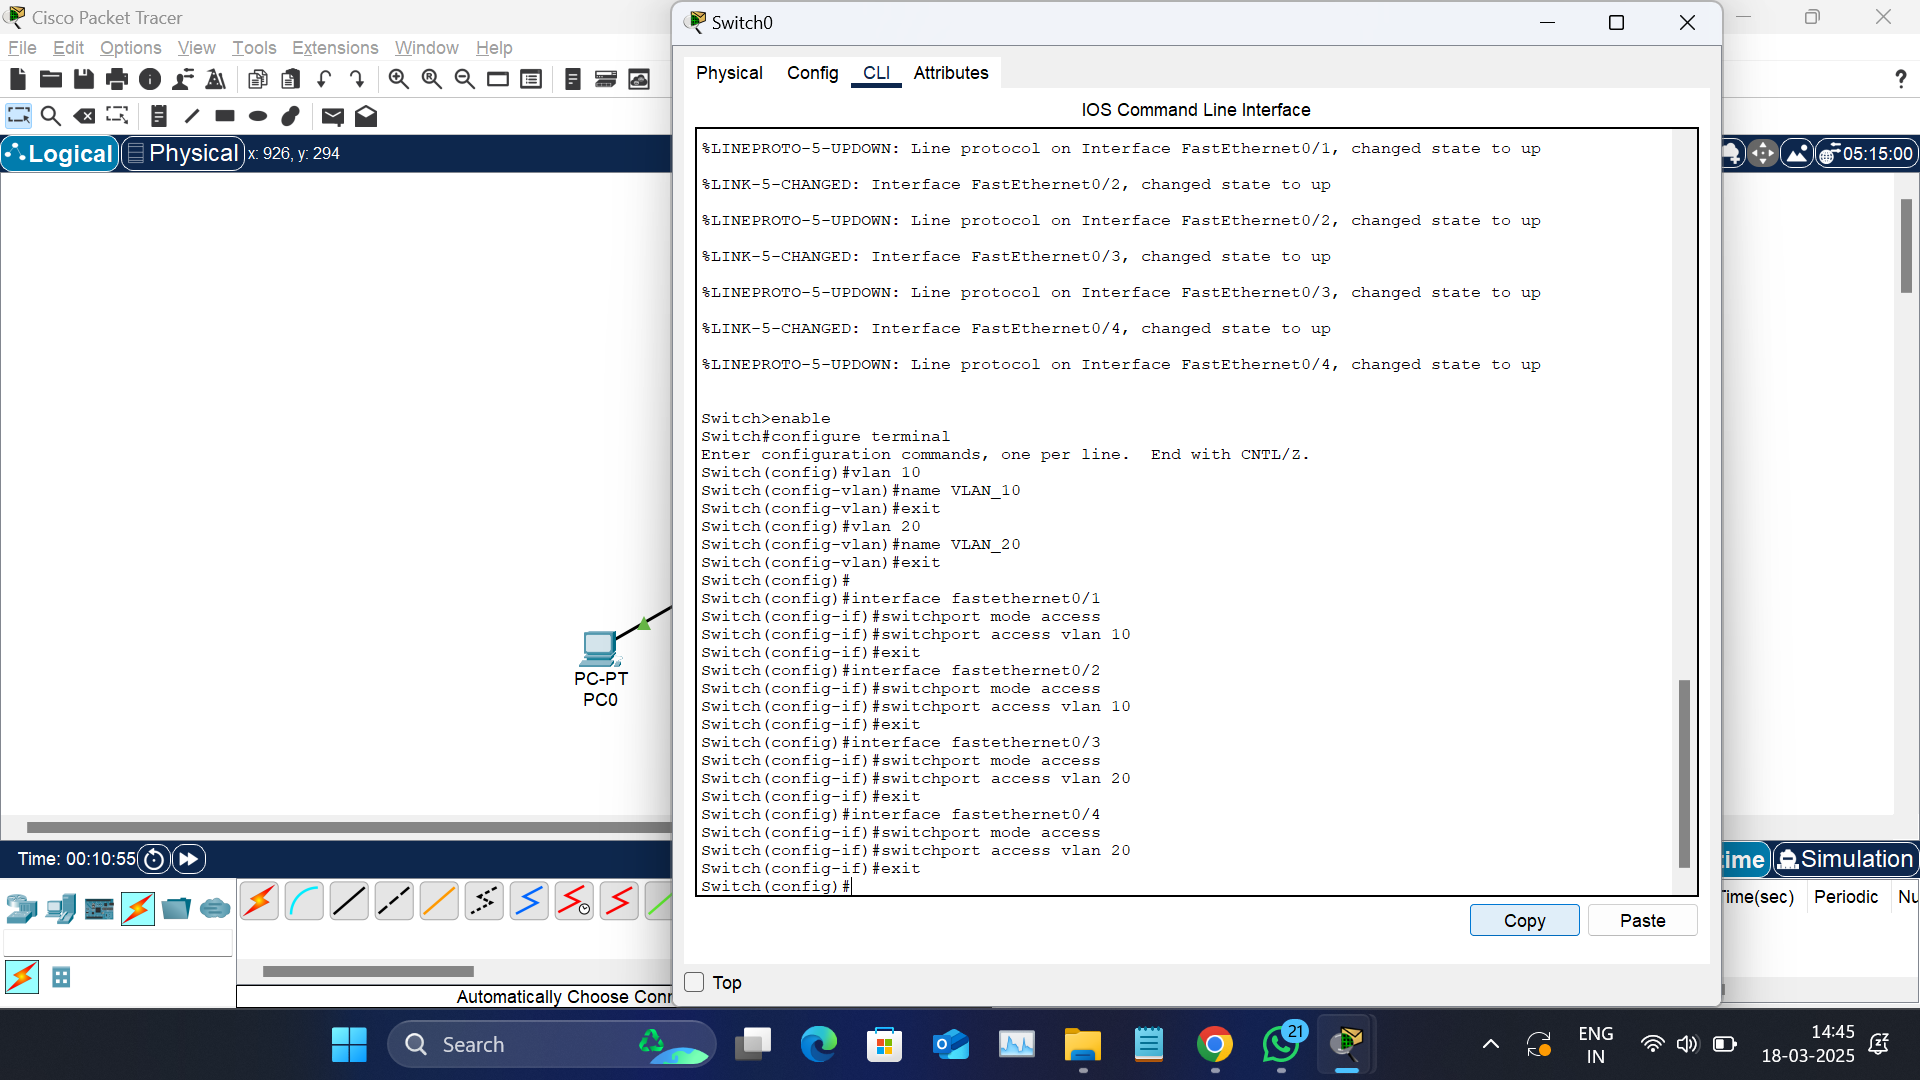 Cisco Packet Tracer
File Edit Options View Tools Extensions Window Help
Logical Physical x: 926, y: 294
PC-PT
PC0
Time: 00:10:55
Automatically Choose
Switch0
Physical Config CLI Attributes
IOS Command Line Interface
%LINEPROTO-5-UPDOWN: Line protocol on Interface FastEthernet0/1, changed state to up
%LINK-5-CHANGED: Interface FastEthernet0/2, changed state to up
%LINEPROTO-5-UPDOWN: Line protocol on Interface FastEthernet0/2, changed state to up
%LINK-5-CHANGED: Interface FastEthernet0/3, changed state to up
%LINEPROTO-5-UPDOWN: Line protocol on Interface FastEthernet0/3, changed state to up
%LINK-5-CHANGED: Interface FastEthernet0/4, changed state to up
%LINEPROTO-5-UPDOWN: Line protocol on Interface FastEthernet0/4, changed state to up
Switch>enable
Switch#configure terminal
Enter configuration commands, one per line. End with CNTL/Z.
Switch(config)#vlan 10
Switch(config-vlan)#name VLAN_10
Switch(config-vlan)#exit
Switch(config)#vlan 20
Switch(config-vlan)#name VLAN_20
Switch(config-vlan)#exit
Switch(config)#
Switch(config)#interface fastethernet0/1
Switch(config-if)#switchport mode access
Switch(config-if)#switchport access vlan 10
Switch(config-if)#exit
Switch(config)#interface fastethernet0/2
Switch(config-if)#switchport mode access
Switch(config-if)#switchport access vlan 10
Switch(config-if)#exit
Switch(config)#interface fastethernet0/3
Switch(config-if)#switchport mode access
Switch(config-if)#switchport access vlan 20
Switch(config-if)#exit
Switch(config)#interface fastethernet0/4
Switch(config-if)#switchport mode access
Switch(config-if)#switchport access vlan 20
Switch(config-if)#exit
Switch(config)#
Copy Paste
Top
?
05:15:00
Simulation
Periodic
Search
21
ENG
IN
14:45
18-03-2025